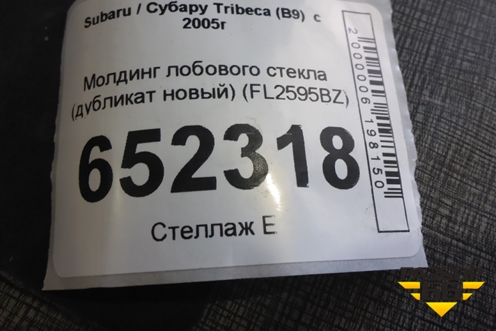 Subaru / Субару Tribeca (B9) с
2005г
Молдинг лобового стекла
(дубликат новый) (FL2595BZ)
652318
Стеллаж Е
2000006198150